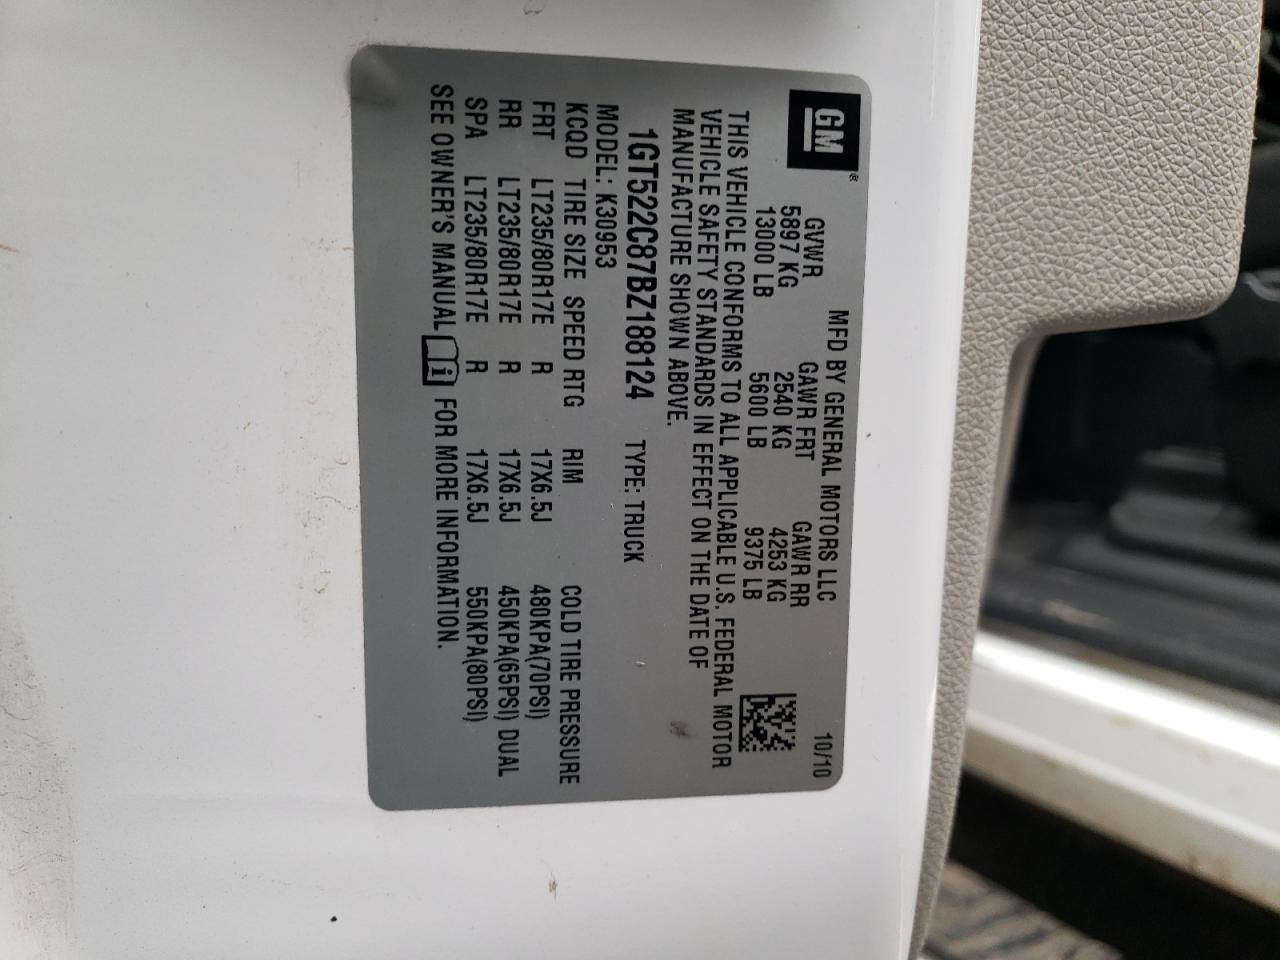 GM®
MFD BY GENERAL MOTORS LLC 10/10
GVWR GAWR FRT GAWR RR
5897 KG 2540 KG 4253 KG
13000 LB 5600 LB 9375 LB
THIS VEHICLE CONFORMS TO ALL APPLICABLE U.S. FEDERAL MOTOR
VEHICLE SAFETY STANDARDS IN EFFECT ON THE DATE OF
MANUFACTURE SHOWN ABOVE.
1GT522C87BZ188124 TYPE: TRUCK
MODEL: K30953
KCQD TIRE SIZE SPEED RTG RIM COLD TIRE PRESSURE
FRT LT235/80R17E R 17X6.5J 480KPA(70PSI)
RR LT235/80R17E R 17X6.5J 450KPA(65PSI) DUAL
SPA LT235/80R17E R 17X6.5J 550KPA(80PSI)
SEE OWNER'S MANUAL i FOR MORE INFORMATION.